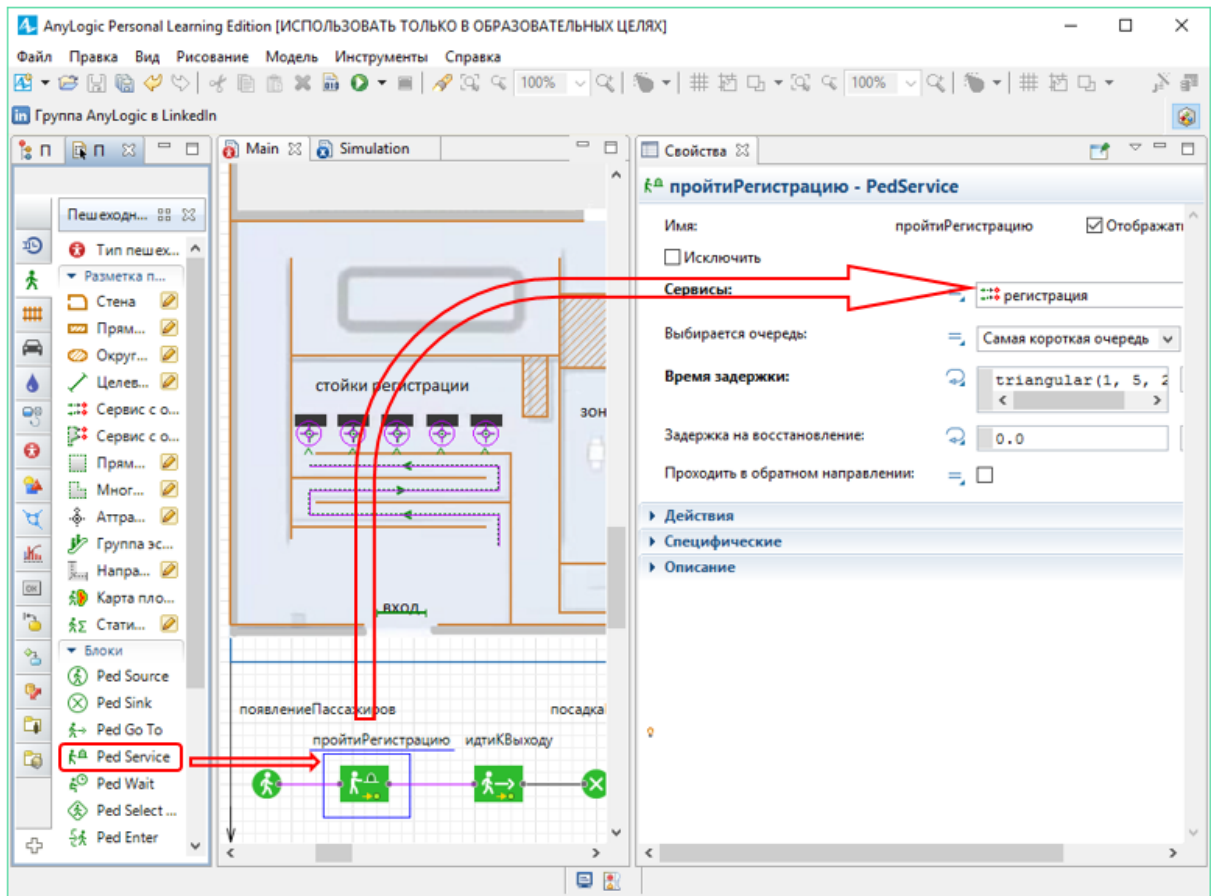 AnyLogic Personal Learning Edition [ИСПОЛЬЗОВАТЬ ТОЛЬКО В ОБРАЗОВАТЕЛЬНЫХ ЦЕЛЯХ]
Файл Правка Вид Рисование Модель Инструменты Справка
100% 100%
in Группа AnyLogic в LinkedIn
П П Main Simulation
Свойства
пройтиРегистрацию - PedService
Пешеходн...
Тип пешех...
Разметка п...
Стена
Прям...
Округ...
Целев...
Сервис с о...
Сервис с о...
Прям...
Мног...
Аттра...
Группа эс...
Напра...
Карта пло...
Стати...
Блоки
Ped Source
Ped Sink
Ped Go To
Ped Service
Ped Wait
Ped Select ...
Ped Enter
стойки регистрации
зон
вход
появлениеПассажиров посадка
пройтиРегистрацию идтиКВыходу
Имя: пройтиРегистрацию Отображать
Исключить
Сервисы: регистрация
Выбирается очередь: Самая короткая очередь
Время задержки: triangular(1, 5, 2
Задержка на восстановление: 0.0
Проходить в обратном направлении:
Действия
Специфические
Описание